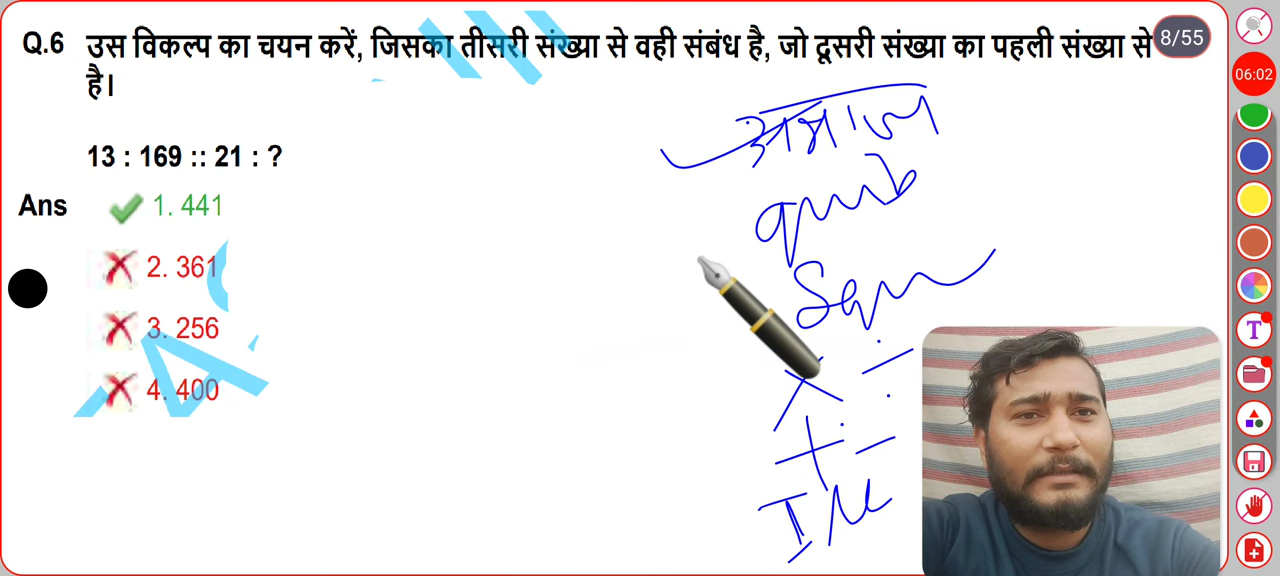 Q.6 उस विकल्प का चयन करें, जिसका तीसरी संख्या से वही संबंध है, जो दूसरी संख्या का पहली संख्या से
है।
8/55
06:02
13 : 169 :: 21 : ?
Ans 1. 441
2. 361
3. 256
4. 400
T